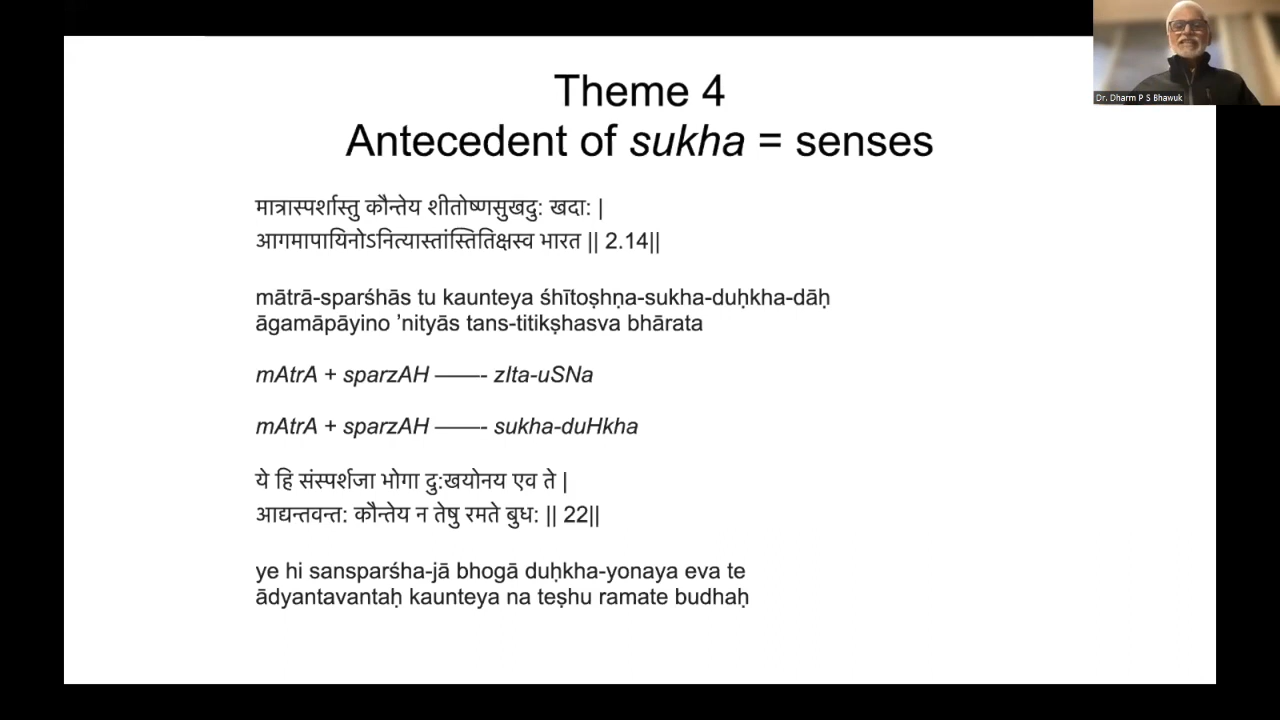 Dr. Dharm P S Bhawuk
Theme 4
Antecedent of sukha = senses
मात्रास्पर्शास्तु कौन्तेय शीतोष्णसुखदु: खदा: |
आगमापायिनोऽनित्यास्तांस्तितिक्षस्व भारत || 2.14||
mātrā-sparśhās tu kaunteya śhītoṣhṇa-sukha-duḥkha-dāḥ
āgamāpāyino ’nityās tans-titikṣhasva bhārata
mAtrA + sparzAH ——- zIta-uSNa
mAtrA + sparzAH ——- sukha-duHkha
ये हि संस्पर्शजा भोगा दु:खयोनय एव ते |
आद्यन्तवन्त: कौन्तेय न तेषु रमते बुध: || 22||
ye hi sansparśha-jā bhogā duḥkha-yonaya eva te
ādyantavantaḥ kaunteya na teṣhu ramate budhaḥ